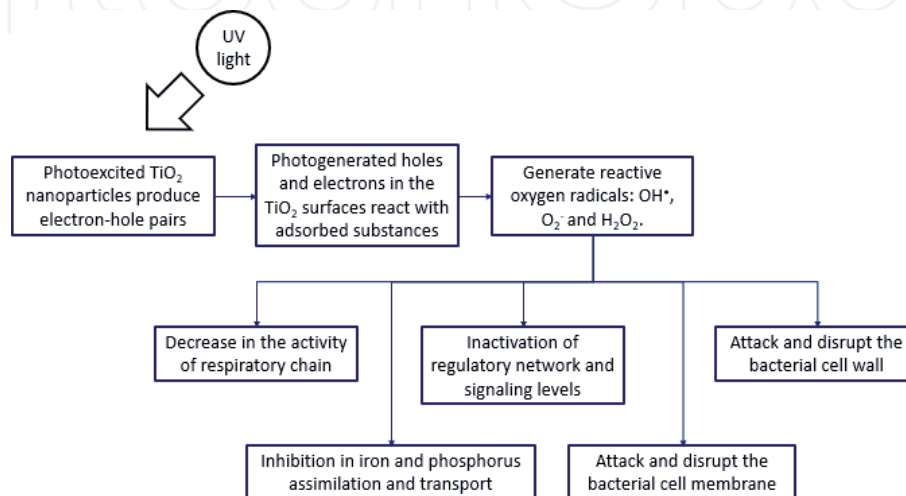 UV
light
Photoexcited TiO₂
nanoparticles produce
electron-hole pairs
Photogenerated holes
and electrons in the
TiO₂ surfaces react with
adsorbed substances
Generate reactive
oxygen radicals: OH•,
O₂⁻ and H₂O₂.
Decrease in the activity
of respiratory chain
Inactivation of
regulatory network and
signaling levels
Attack and disrupt the
bacterial cell wall
Inhibition in iron and phosphorus
assimilation and transport
Attack and disrupt the
bacterial cell membrane